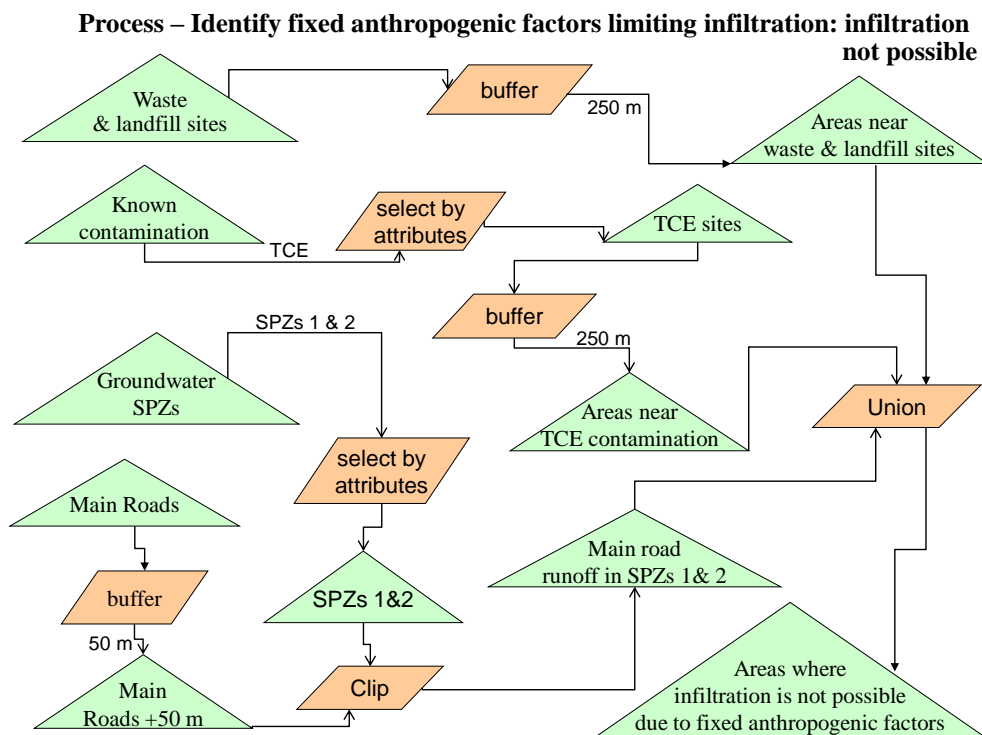 Process – Identify fixed anthropogenic factors limiting infiltration: infiltration
not possible
Waste
& landfill sites
buffer
250 m
Areas near
waste & landfill sites
Known
contamination
TCE
select by
attributes
TCE sites
buffer
250 m
Areas near
TCE contamination
Union
SPZs 1 & 2
Groundwater
SPZs
select by
attributes
SPZs 1&2
Main Roads
buffer
50 m
Main
Roads +50 m
Clip
Main road
runoff in SPZs 1& 2
Areas where
infiltration is not possible
due to fixed anthropogenic factors